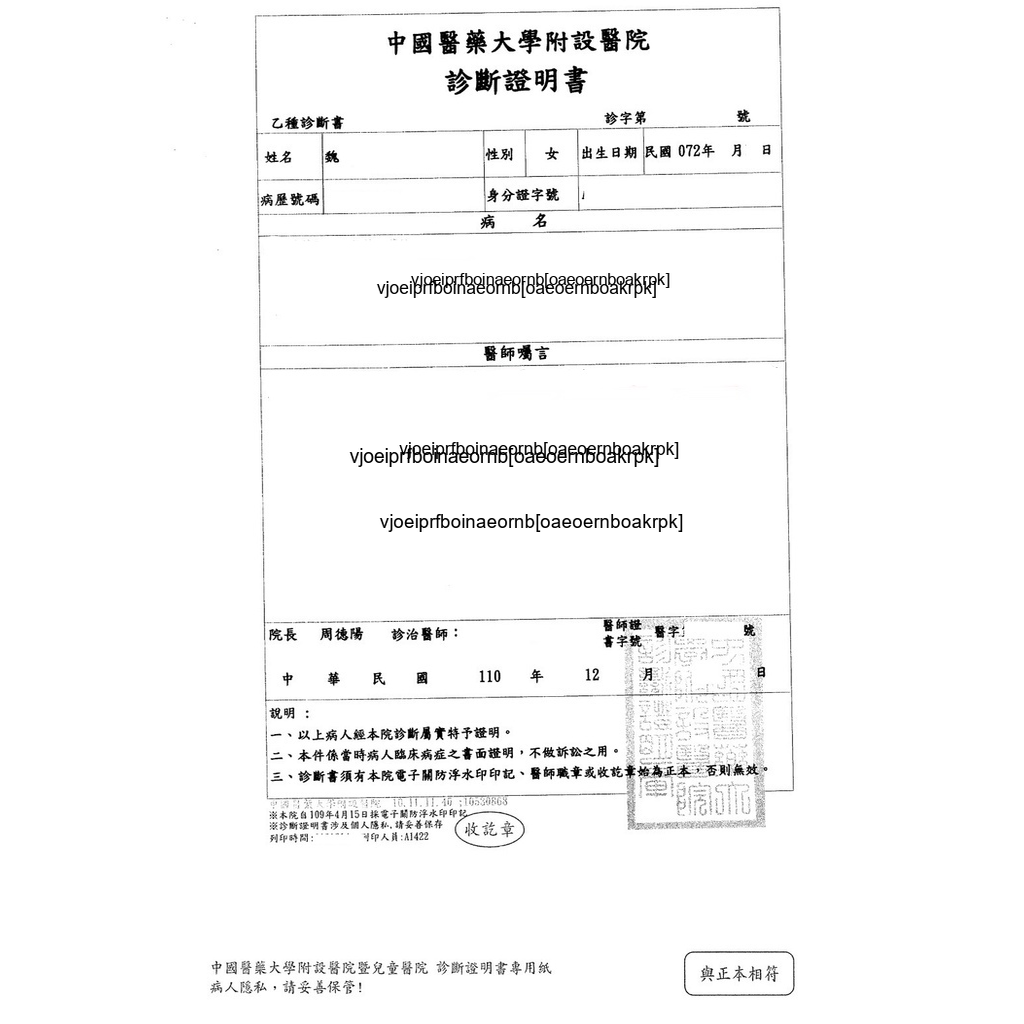 中國醫藥大學附設醫院
診斷證明書
乙種診斷書 診字第 號
姓名 魏 性別 女 出生日期 民國 072年 月 日
病歷號碼 身分證字號
病 名
vjoeiprfboinaeornb[oaeoernboakrpk]
vjoeiprfboinaeornb[oaeoernboakrpk]
醫師囑言
vjoeiprfboinaeornb[oaeoernboakrpk]
vjoeiprfboinaeornb[oaeoernboakrpk]
vjoeiprfboinaeornb[oaeoernboakrpk]
院長 周德陽 診治醫師： 醫師證書字號 醫字 號
中 華 民 國 110 年 12 月 日
說明：
一、以上病人經本院診斷屬實特予證明。
二、本件係當時病人臨床病症之書面證明，不做訴訟之用。
三、診斷書須有本院電子關防浮水印印記、醫師職章或收訖章始為正本，否則無效。
※本院自109年4月15日採電子關防浮水印印記
※診斷證明書涉及個人隱私,請妥善保存
列印時間: 列印人員:A1422
收訖章
中國醫藥大學附設醫院暨兒童醫院 診斷證明書專用紙
病人隱私，請妥善保管!
與正本相符